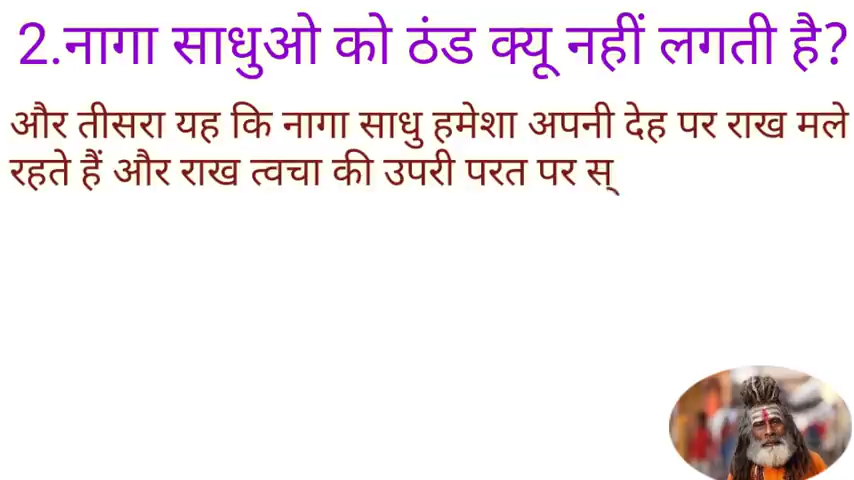 2.नागा साधुओ को ठंड क्यू नहीं लगती है?
और तीसरा यह कि नागा साधु हमेशा अपनी देह पर राख मले
रहते हैं और राख त्वचा की उपरी परत पर स्